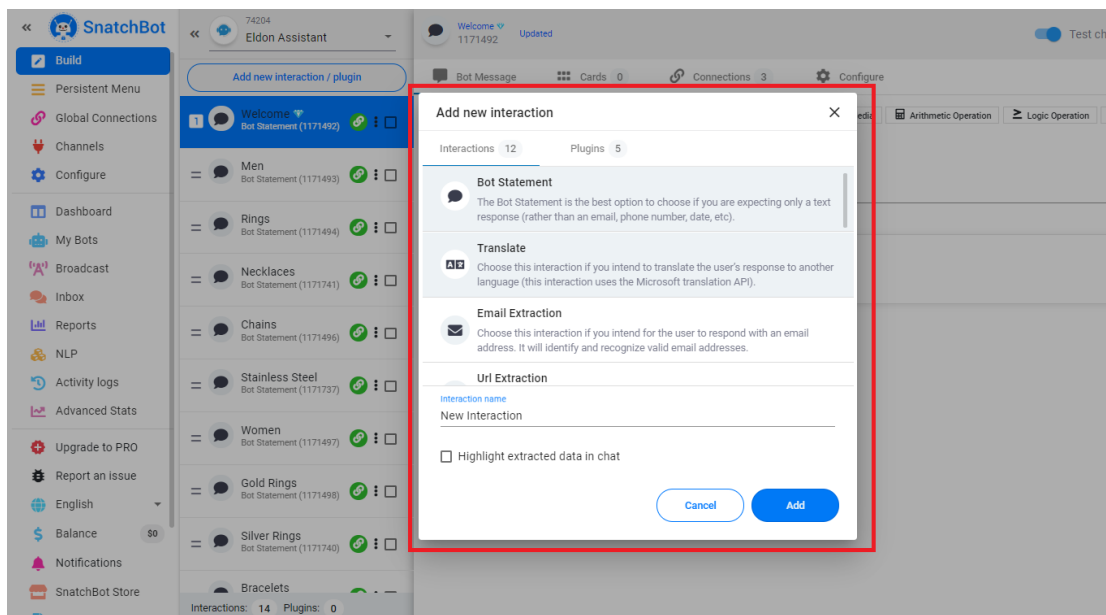 SnatchBot
Build
Persistent Menu
Global Connections
Channels
Configure
Dashboard
My Bots
Broadcast
Inbox
Reports
NLP
Activity logs
Advanced Stats
Upgrade to PRO
Report an issue
English
Balance $0
Notifications
SnatchBot Store
74204
Eldon Assistant
Add new interaction / plugin
1
Welcome
Bot Statement (1171492)
Men
Bot Statement (1171493)
Rings
Bot Statement (1171494)
Necklaces
Bot Statement (1171741)
Chains
Bot Statement (1171496)
Stainless Steel
Bot Statement (1171737)
Women
Bot Statement (1171497)
Gold Rings
Bot Statement (1171498)
Silver Rings
Bot Statement (1171740)
Bracelets
Interactions: 14 Plugins: 0
Welcome
1171492
Updated
Test ch
Bot Message Cards 0 Connections 3 Configure
edia Arithmetic Operation Logic Operation
Add new interaction
Interactions 12 Plugins 5
Bot Statement
The Bot Statement is the best option to choose if you are expecting only a text
response (rather than an email, phone number, date, etc).
Translate
Choose this interaction if you intend to translate the user's response to another
language (this interaction uses the Microsoft translation API).
Email Extraction
Choose this interaction if you intend for the user to respond with an email
address. It will identify and recognize valid email addresses.
Url Extraction
Interaction name
New Interaction
Highlight extracted data in chat
Cancel Add